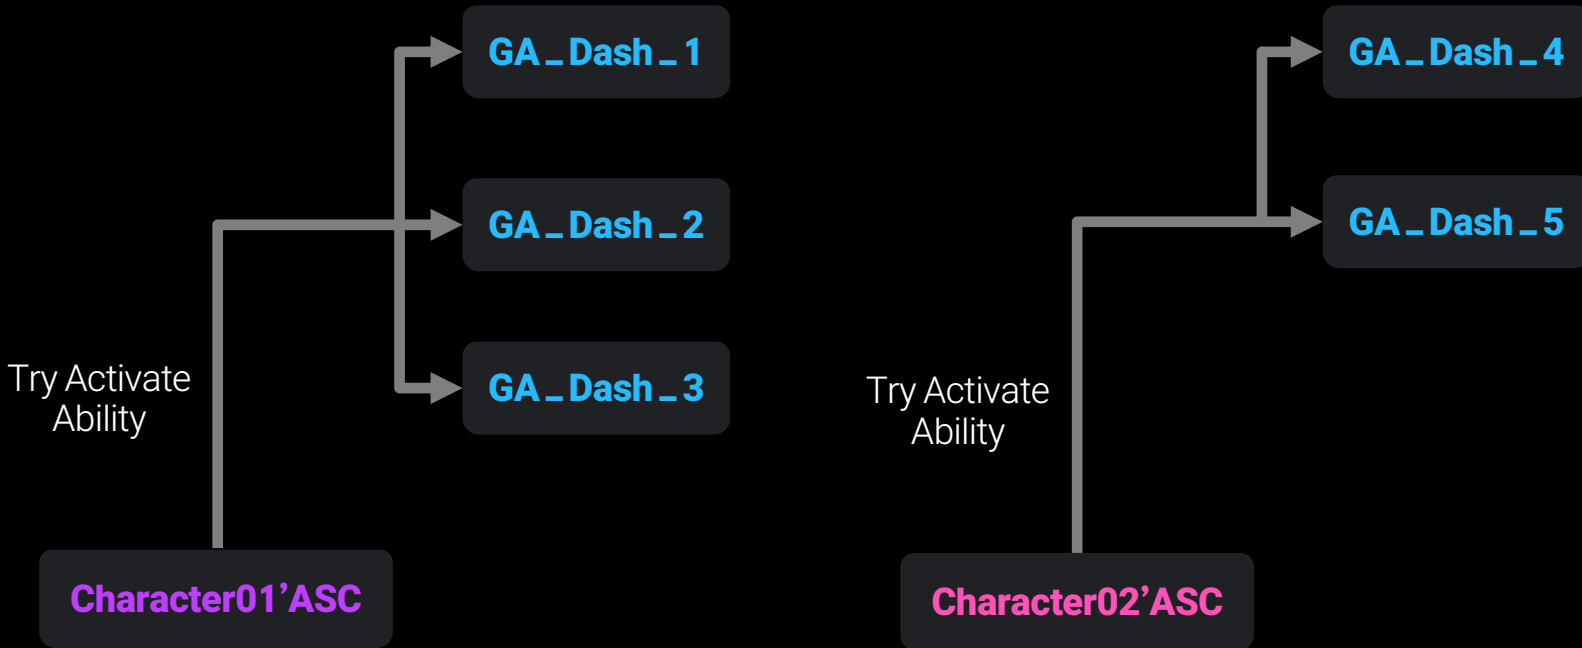 GA_Dash_1
GA_Dash_4
GA_Dash_2
GA_Dash_5
Try Activate
Ability
GA_Dash_3
Try Activate
Ability
Character01’ASC
Character02’ASC